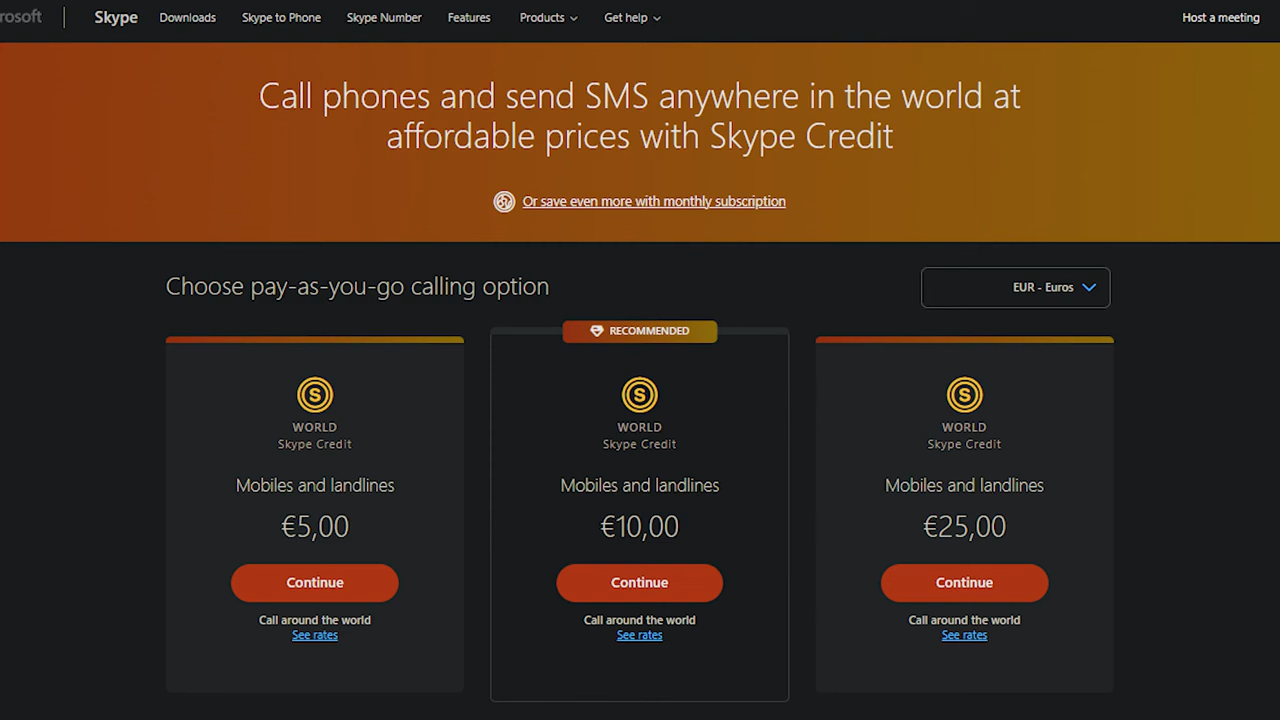 rosoft
Skype Downloads Skype to Phone Skype Number Features Products Get help Host a meeting
Call phones and send SMS anywhere in the world at
affordable prices with Skype Credit
Or save even more with monthly subscription
Choose pay-as-you-go calling option
EUR - Euros
RECOMMENDED
S
WORLD
Skype Credit
Mobiles and landlines
€5,00
Continue
Call around the world
See rates
S
WORLD
Skype Credit
Mobiles and landlines
€10,00
Continue
Call around the world
See rates
S
WORLD
Skype Credit
Mobiles and landlines
€25,00
Continue
Call around the world
See rates